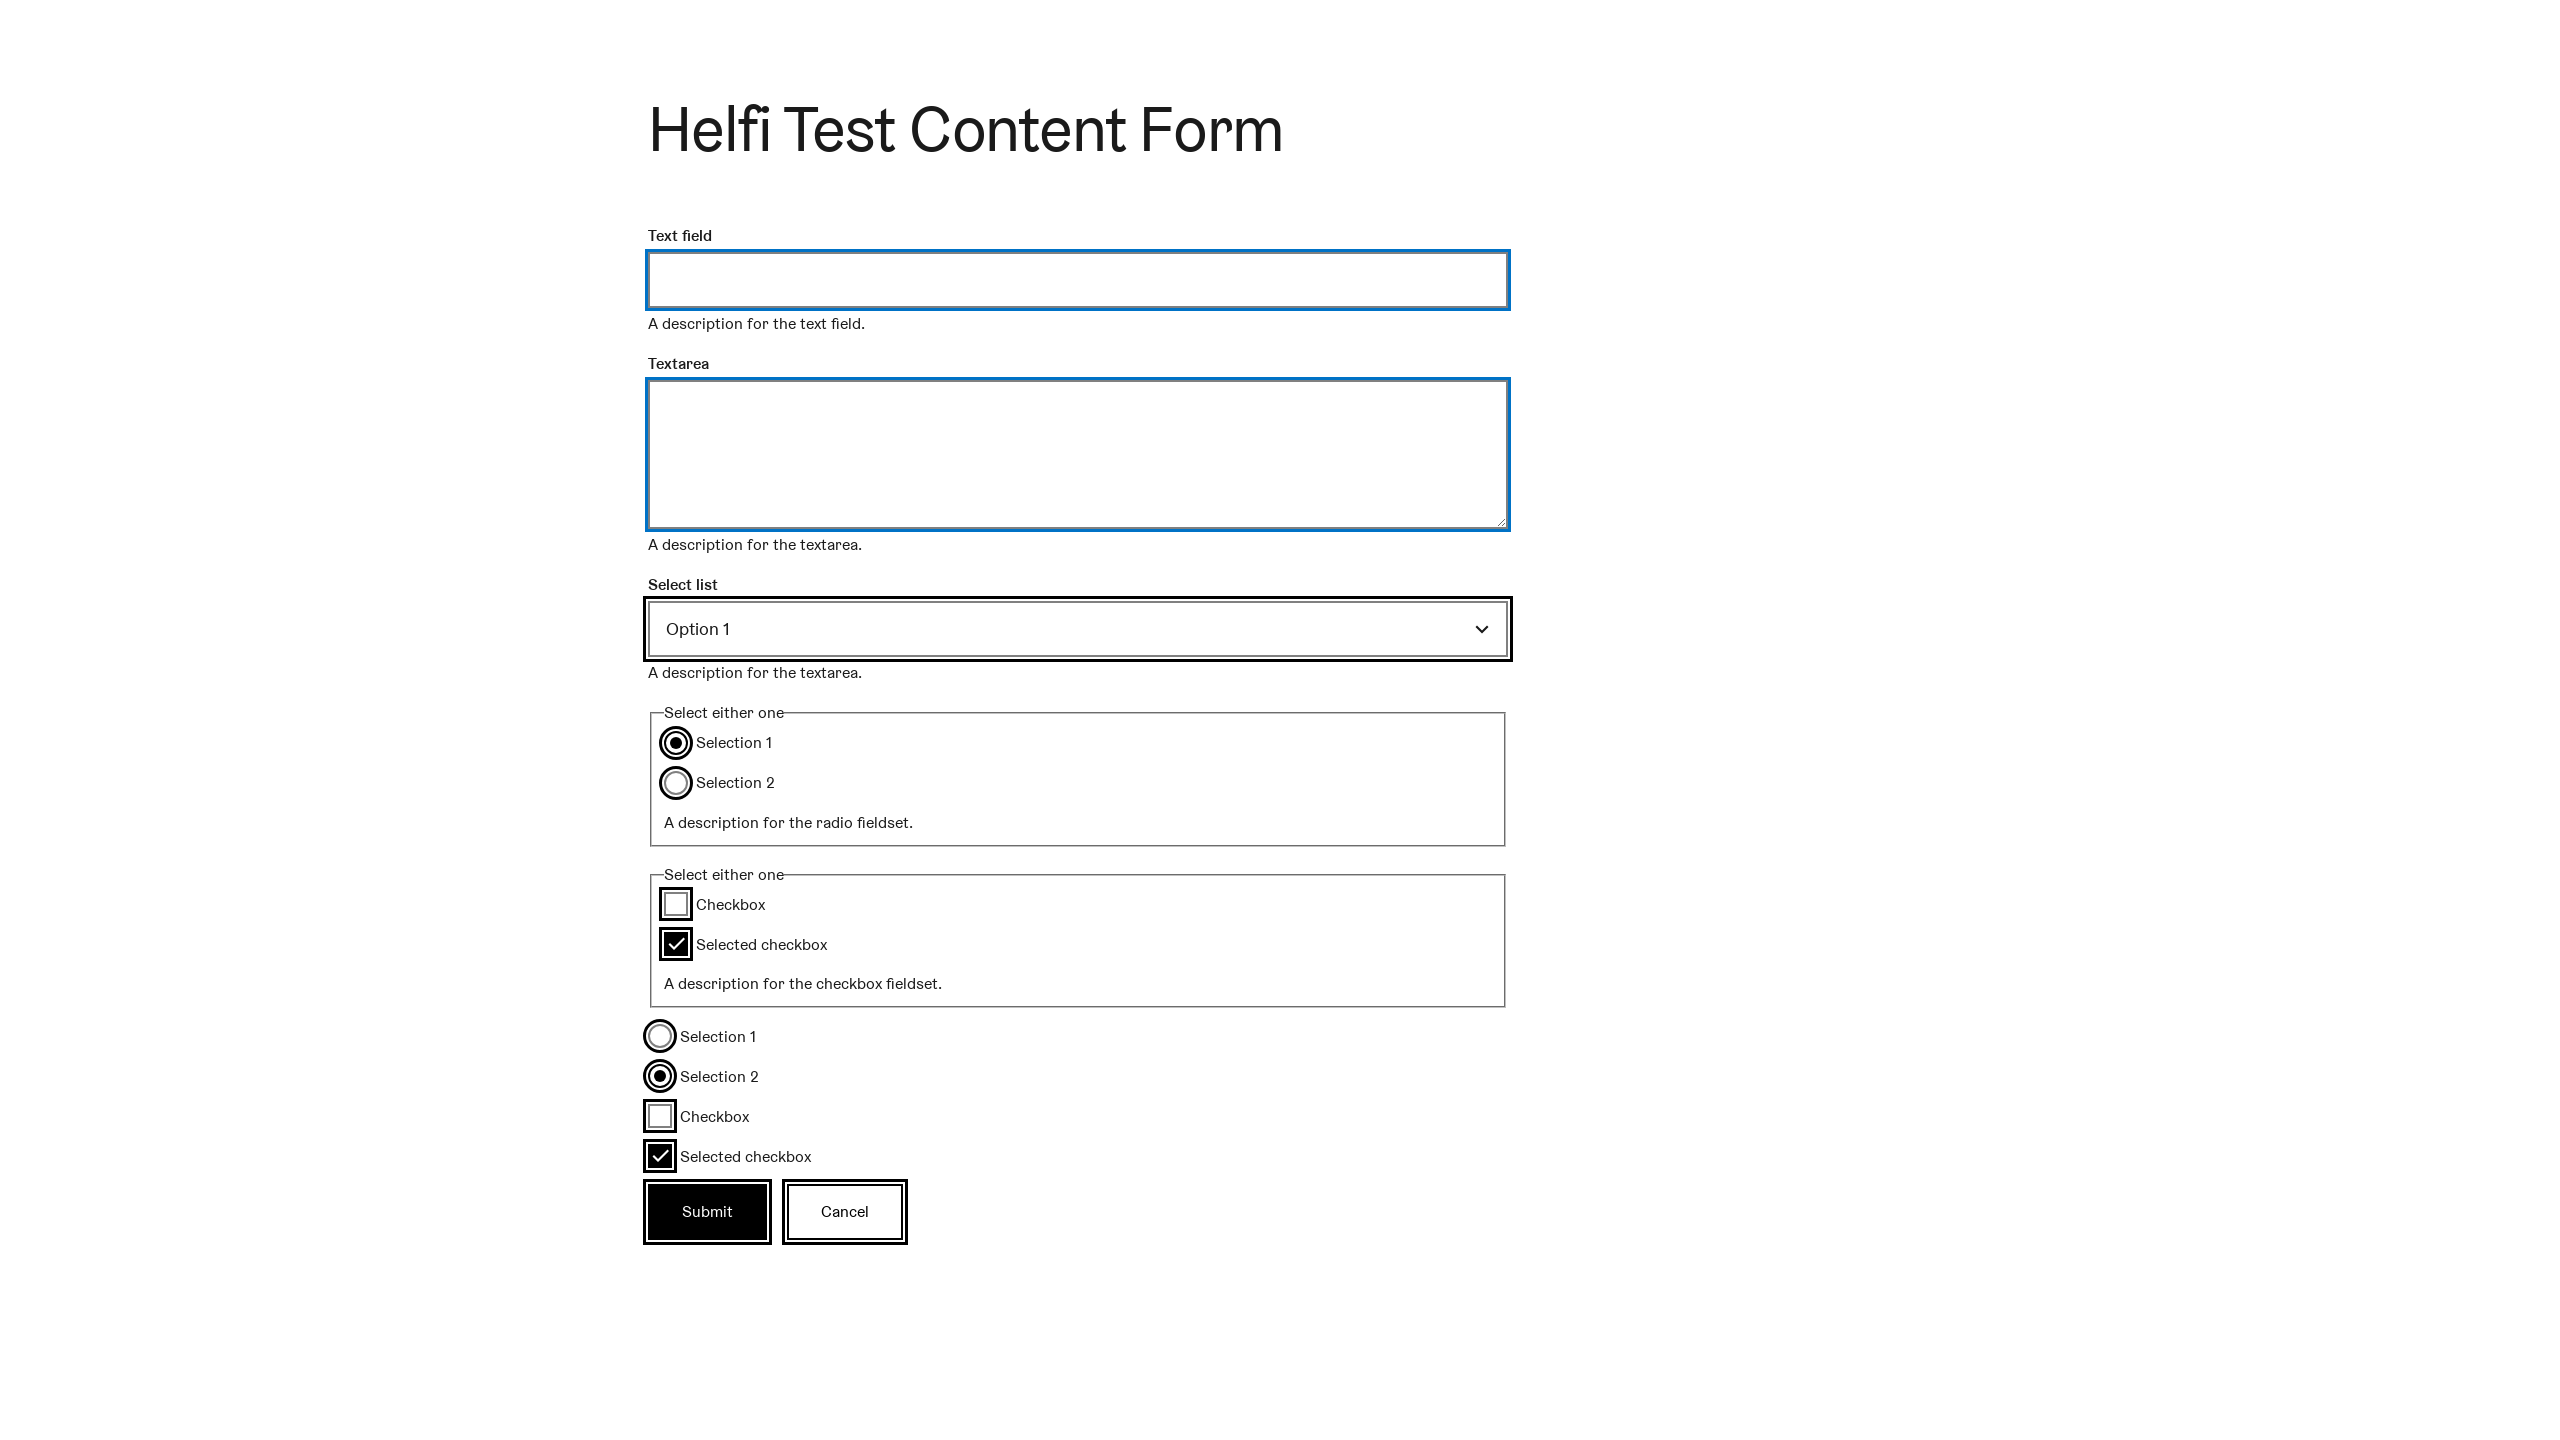 Helfi Test Content Form
Text field
A description for the text field.
Textarea
A description for the textarea.
Select list
Option 1
A description for the textarea.
Select either one
Selection 1
Selection 2
A description for the radio fieldset.
Select either one
Checkbox
Selected checkbox
A description for the checkbox fieldset.
Selection 1
Selection 2
Checkbox
Selected checkbox
Submit Cancel